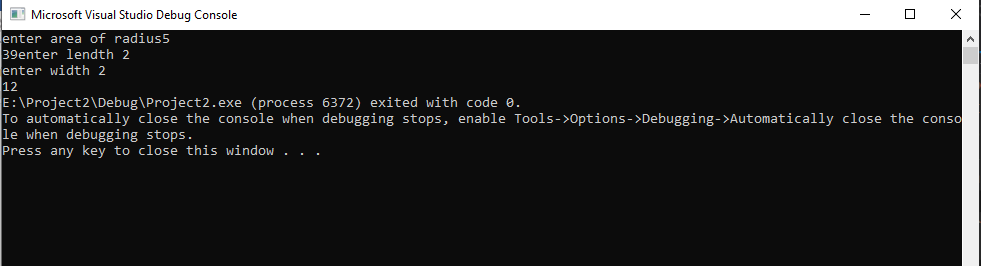 Microsoft Visual Studio Debug Console
enter area of radius5
39enter lendth 2
enter width 2
12
E:\Project2\Debug\Project2.exe (process 6372) exited with code 0.
To automatically close the console when debugging stops, enable Tools->Options->Debugging->Automatically close the conso
le when debugging stops.
Press any key to close this window . . .